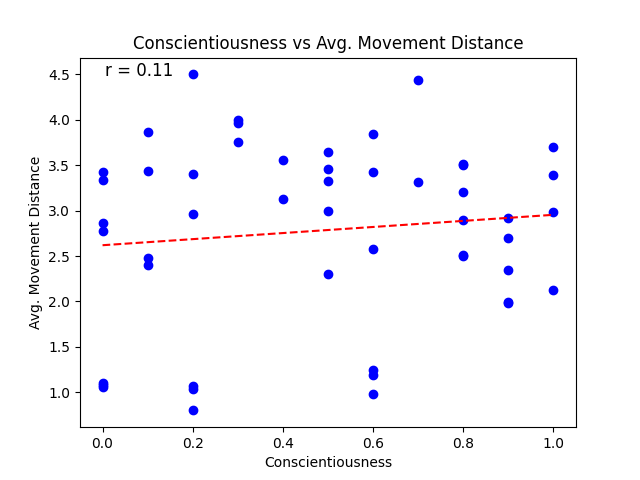 Conscientiousness vs Avg. Movement Distance
r = 0.11
4.5
4.0
3.5
3.0
2.5
2.0
1.5
1.0
Avg. Movement Distance
0.0 0.2 0.4 0.6 0.8 1.0
Conscientiousness